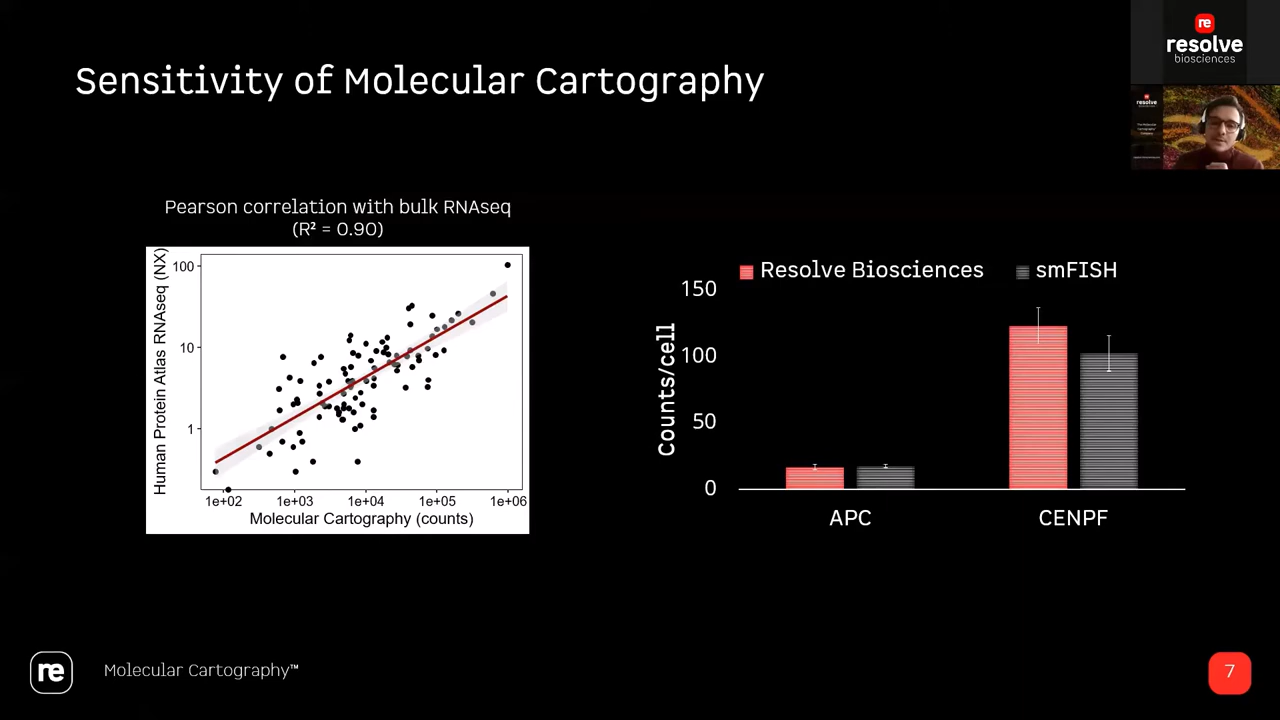 Sensitivity of Molecular Cartography
re
resolve
biosciences
resolve
Pearson correlation with bulk RNAseq
(R² = 0.90)
Human Protein Atlas RNAseq (NX)
100
10
1
1e+02
1e+03
1e+04
1e+05
1e+06
Molecular Cartography (counts)
Resolve Biosciences
smFISH
Counts/cell
150
100
50
0
APC
CENPF
re
Molecular Cartography™
7